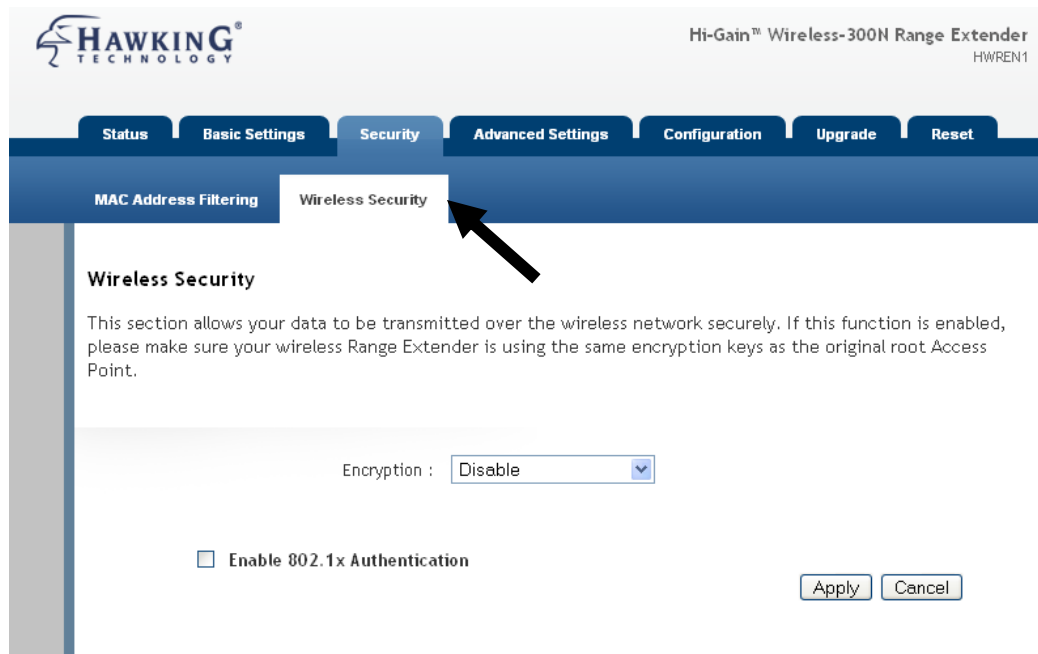 HAWKING®
TECHNOLOGY
Hi-Gain™ Wireless-300N Range Extender
HWREN1
Status Basic Settings Security Advanced Settings Configuration Upgrade Reset
MAC Address Filtering Wireless Security
Wireless Security
This section allows your data to be transmitted over the wireless network securely. If this function is enabled,
please make sure your wireless Range Extender is using the same encryption keys as the original root Access
Point.
Encryption : Disable
Enable 802.1x Authentication
Apply Cancel